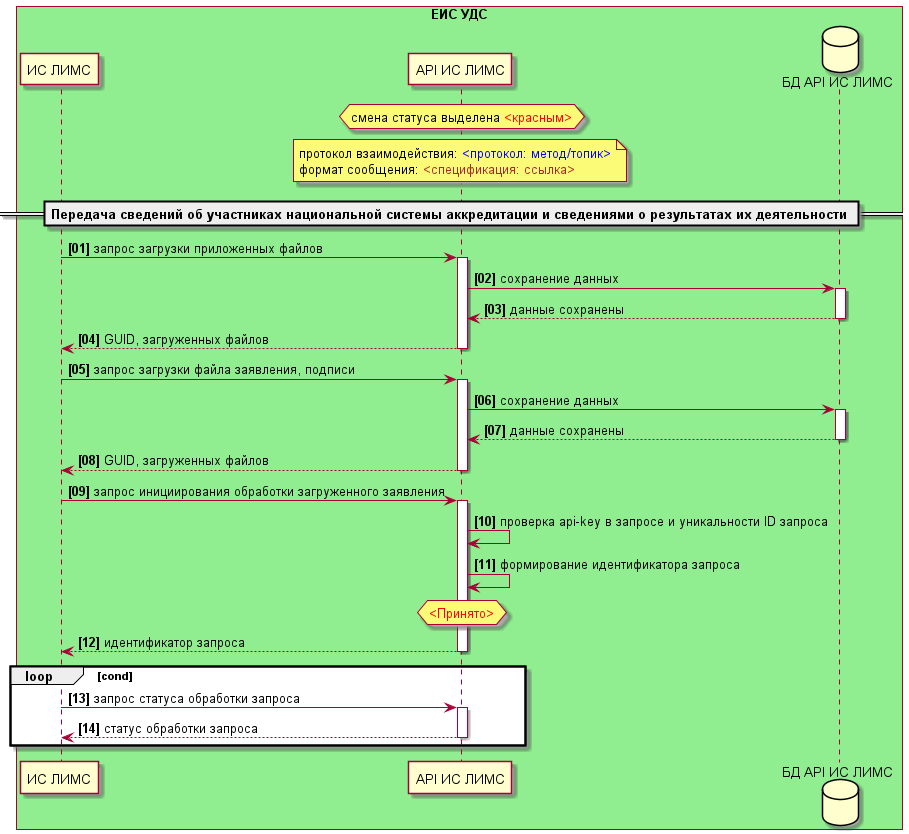 ЕИС УДС
ИС ЛИМС
API ИС ЛИМС
БД API ИС ЛИМС
смена статуса выделена <красным>
протокол взаимодействия: <протокол: метод/топик>
формат сообщения: <спецификация: ссылка>
Передача сведений об участниках национальной системы аккредитации и сведениями о результатах их деятельности
[01] запрос загрузки приложенных файлов
[02] сохранение данных
[03] данные сохранены
[04] GUID, загруженных файлов
[05] запрос загрузки файла заявления, подписи
[06] сохранение данных
[07] данные сохранены
[08] GUID, загруженных файлов
[09] запрос инициирования обработки загруженного заявления
[10] проверка api-key в запросе и уникальности ID запроса
[11] формирование идентификатора запроса
<Принято>
[12] идентификатор запроса
loop [cond]
[13] запрос статуса обработки запроса
[14] статус обработки запроса
ИС ЛИМС
API ИС ЛИМС
БД API ИС ЛИМС